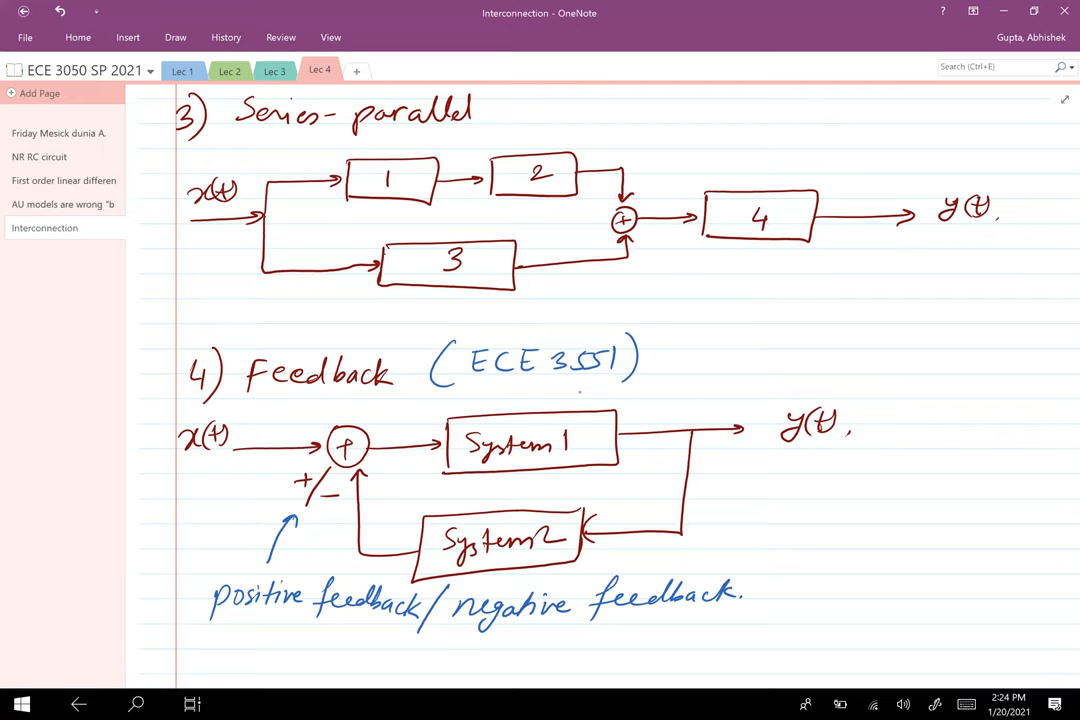 Interconnection - OneNote
?
File Home Insert Draw History Review View
Gupta, Abhishek
ECE 3050 SP 2021
Lec 1
Lec 2
Lec 3
Lec 4
Search (Ctrl+E)
Add Page
Friday Mesick dunia A.
NR RC circuit
First order linear differen
AU models are wrong "b
Interconnection
3) Series-parallel
x(t)
1
2
+
3
4
y(t),
4) Feedback (ECE 3551)
x(t)
+
System 1
y(t),
+/-
System 2
positive feedback/negative feedback.
2:24 PM
1/20/2021